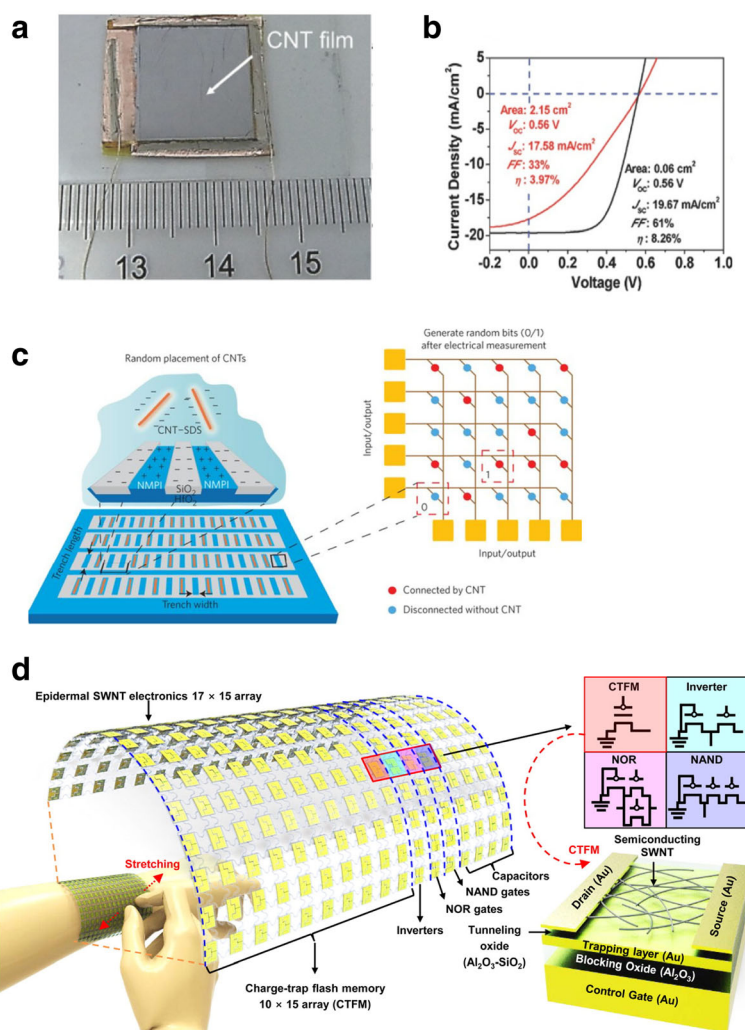 a
CNT film
13
14
15
b
Current Density (mA/cm²)
5
0
-5
-10
-15
-20
Area: 2.15 cm²
V_OC: 0.56 V
J_SC: 17.58 mA/cm²
FF: 33%
η: 3.97%
Area: 0.06 cm²
V_OC: 0.56 V
J_SC: 19.67 mA/cm²
FF: 61%
η: 8.26%
-0.2 0.0 0.2 0.4 0.6 0.8 1.0
Voltage (V)
c
Random placement of CNTs
CNT–SDS
NMPI
NMPI
SiO₂
HfO₂
Trench length
Trench width
Generate random bits (0/1)
after electrical measurement
Input/output
Input/output
1
0
Input/output
Connected by CNT
Disconnected without CNT
d
Epidermal SWNT electronics 17 × 15 array
Stretching
Charge-trap flash memory
10 × 15 array (CTFM)
Inverters
NOR gates
NAND gates
Capacitors
CTFM
Inverter
NOR
NAND
CTFM
Semiconducting
SWNT
Drain (Au)
Source (Au)
Tunneling
oxide
(Al₂O₃-SiO₂)
Trapping layer (Au)
Blocking Oxide (Al₂O₃)
Control Gate (Au)